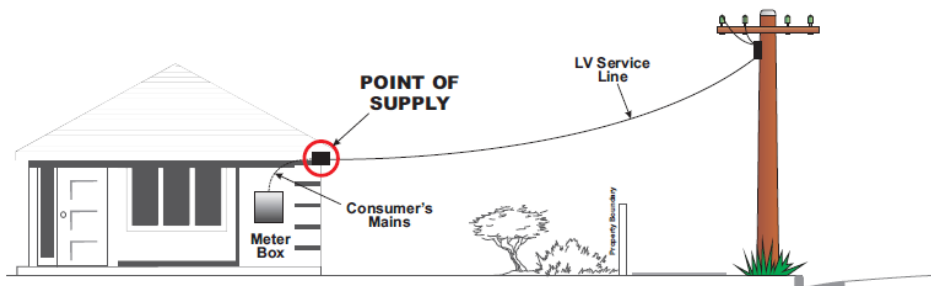 LV Service
Line
POINT OF
SUPPLY
Consumer's
Mains
Meter
Box
Property Boundary